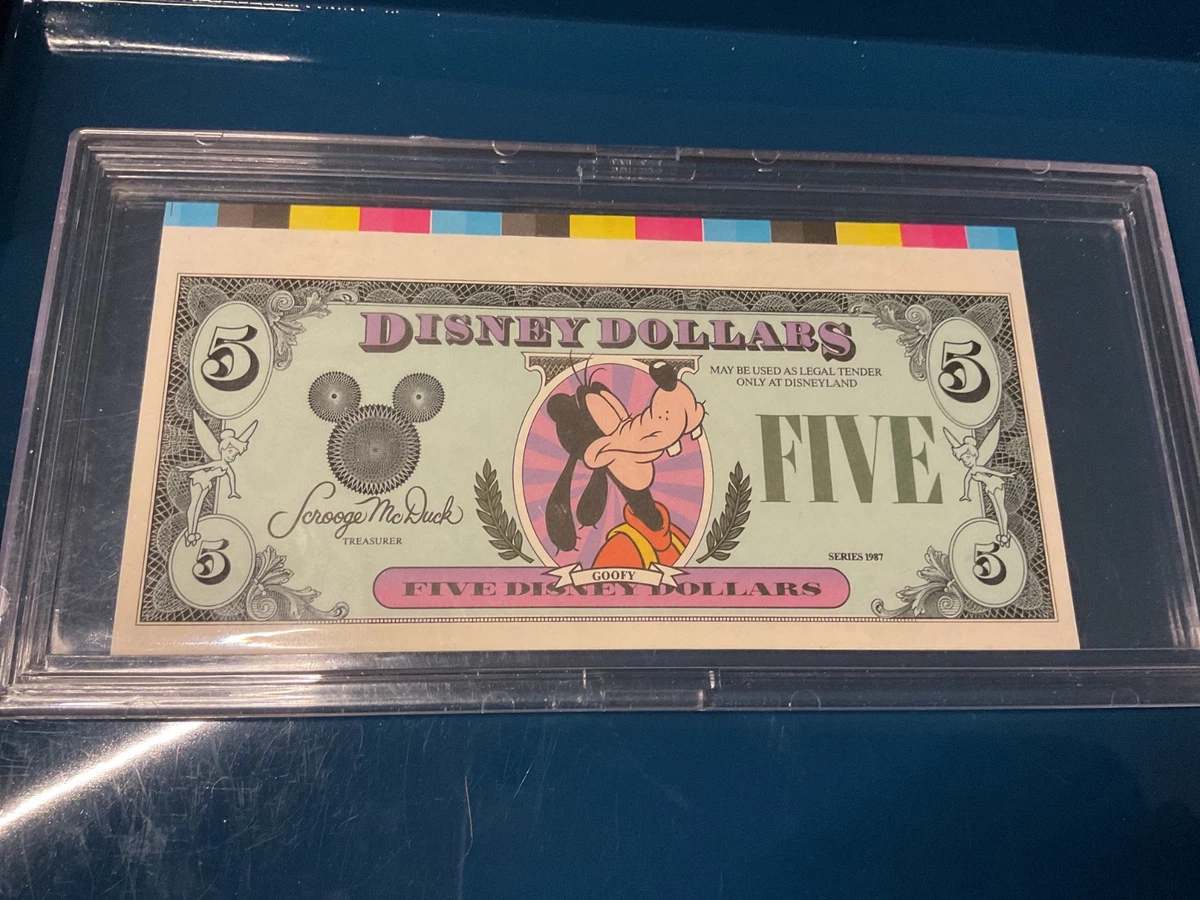 DISNEY DOLLARS
5
5
MAY BE USED AS LEGAL TENDER
ONLY AT DISNEYLAND
FIVE
Scrooge McDuck
TREASURER
SERIES 1987
5
5
GOOFY
FIVE DISNEY DOLLARS